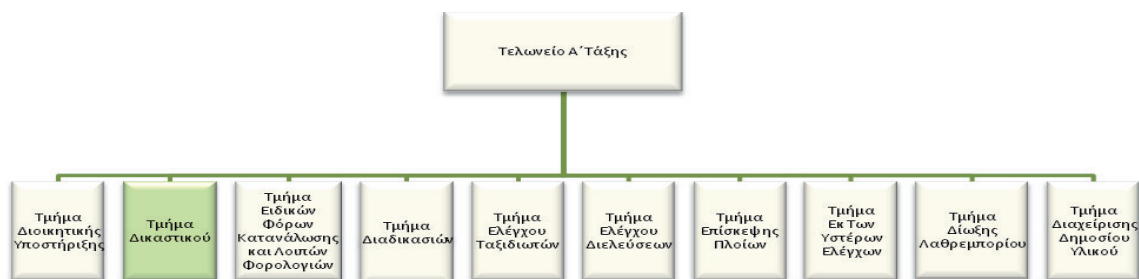 Τελωνείο Α΄Τάξης
Τμήμα
Διοικητικής
Υποστήριξης
Τμήμα
Δικαστικού
Τμήμα
Ειδικών
Φόρων
Κατανάλωσης
και Λοιπών
Φορολογιών
Τμήμα
Διαδικασιών
Τμήμα
Ελέγχου
Ταξιδιωτών
Τμήμα
Ελέγχου
Διελεύσεων
Τμήμα
Επίσκεψης
Πλοίων
Τμήμα
Εκ Των
Υστέρων
Ελέγχων
Τμήμα
Δίωξης
Λαθρεμπορίου
Τμήμα
Διαχείρισης
Δημοσίου
Υλικού